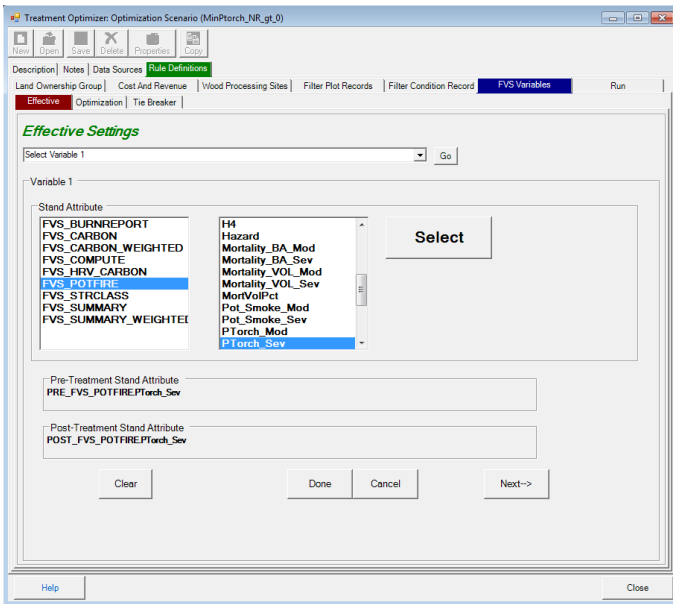 Treatment Optimizer: Optimization Scenario (MinPtorch_NR_gt_0)
New Open Save Delete Properties Copy
Description Notes Data Sources Rule Definitions
Land Ownership Group Cost And Revenue Wood Processing Sites Filter Plot Records Filter Condition Record FVS Variables Run
Effective Optimization Tie Breaker
Effective Settings
Select Variable 1 Go
Variable 1
Stand Attribute
FVS_BURNREPORT
FVS_CARBON
FVS_CARBON_WEIGHTED
FVS_COMPUTE
FVS_HRV_CARBON
FVS_POTFIRE
FVS_STRCLASS
FVS_SUMMARY
FVS_SUMMARY_WEIGHTE
H4
Hazard
Mortality_BA_Mod
Mortality_BA_Sev
Mortality_VOL_Mod
Mortality_VOL_Sev
MortVolPct
Pot_Smoke_Mod
Pot_Smoke_Sev
PTorch_Mod
PTorch_Sev
Select
Pre-Treatment Stand Attribute
PRE_FVS_POTFIRE.PTorch_Sev
Post-Treatment Stand Attribute
POST_FVS_POTFIRE.PTorch_Sev
Clear Done Cancel Next-->
Help Close